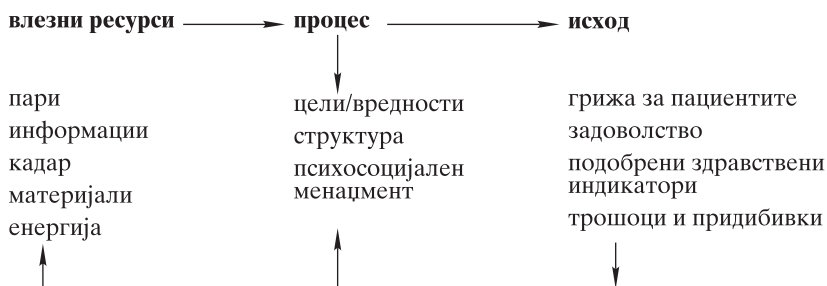 влезни ресурси процес исход
пари
информации
кадар
материјали
енергија
цели/вредности
структура
психосоцијален
менаџмент
грижа за пациентите
задоволство
подобрени здравствени
индикатори
трошоци и придибивки